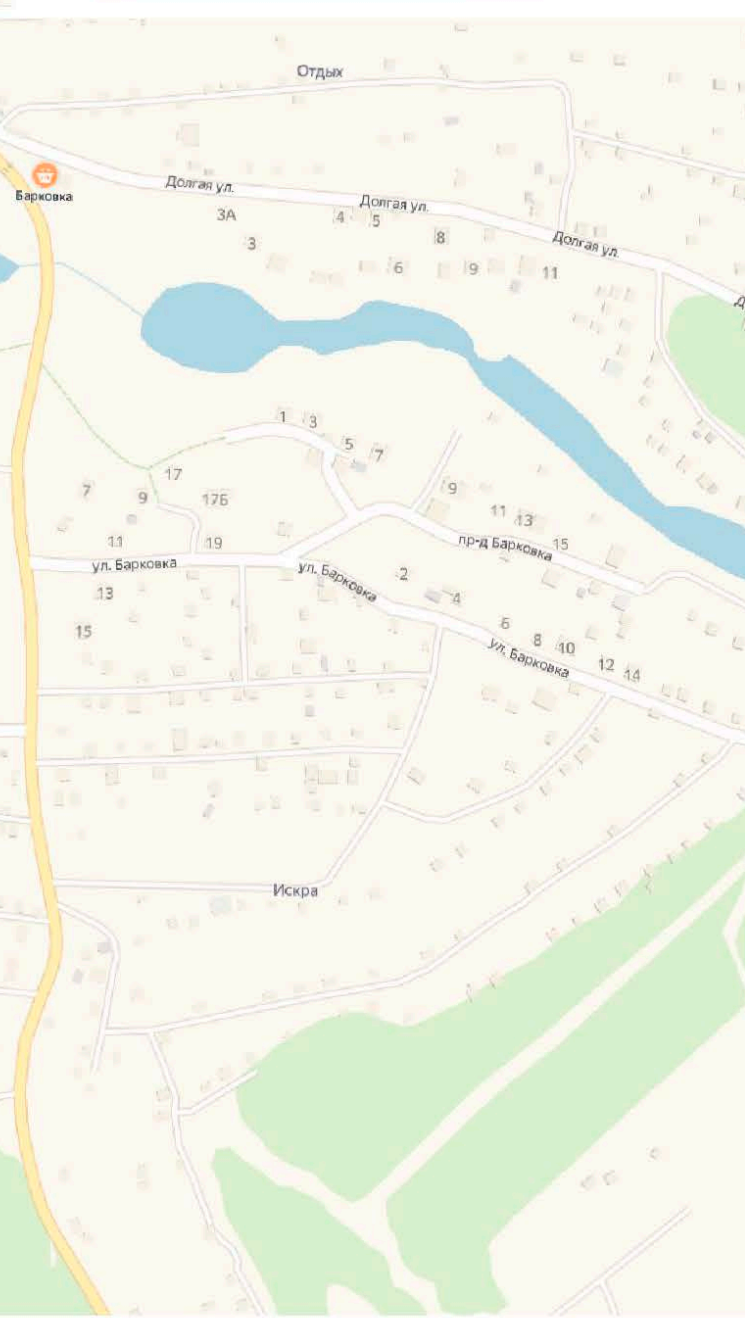 Отдых
Барковка
Долгая ул.
Долгая ул.
Долгая ул.
3А
4
5
3
8
6
9
11
Д
1
3
5
7
17
7
9
17Б
9
11
13
11
19
15
ул. Барковка
ул. Барковка
пр-д Барковка
2
13
4
15
6
8
10
12
14
ул. Барковка
Искра